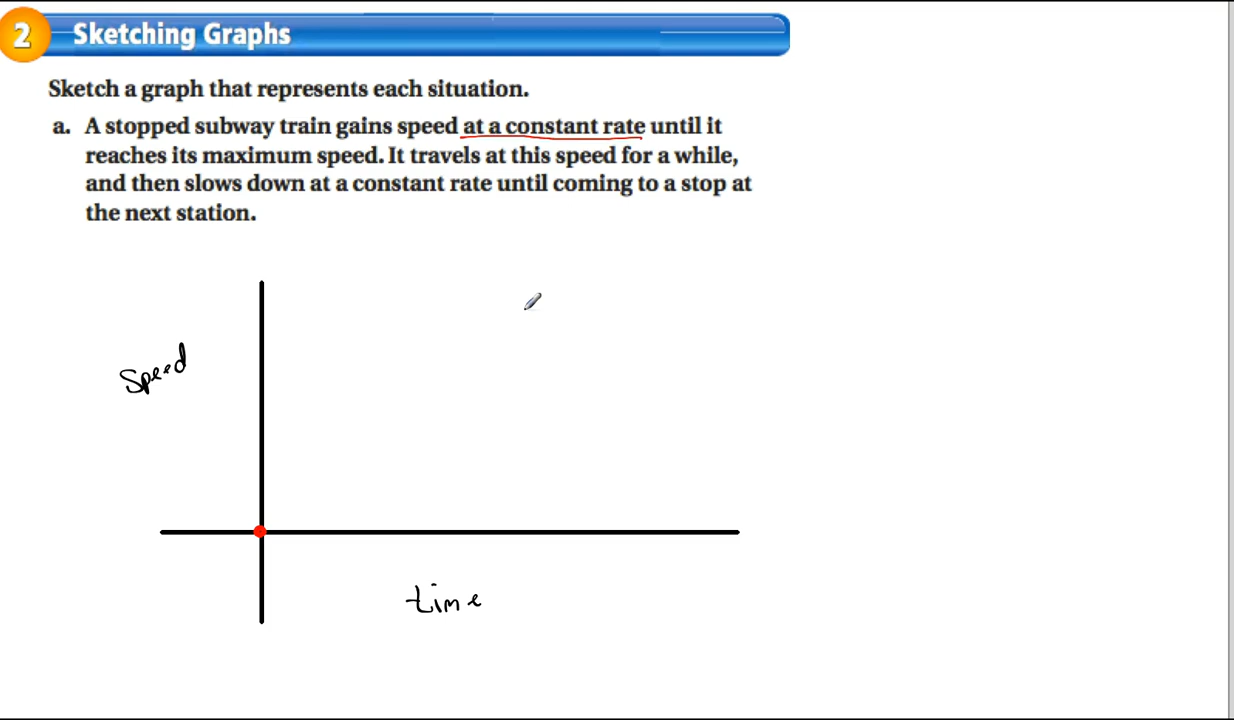 2 Sketching Graphs
Sketch a graph that represents each situation.
a. A stopped subway train gains speed at a constant rate until it
reaches its maximum speed. It travels at this speed for a while,
and then slows down at a constant rate until coming to a stop at
the next station.
Speed
time